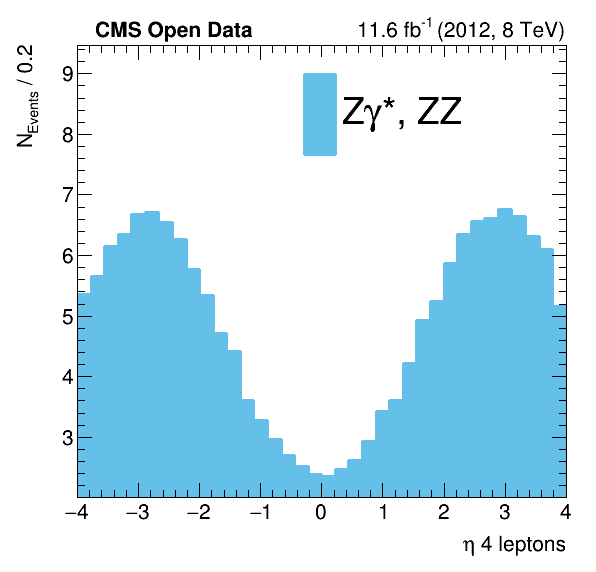 CMS Open Data
11.6 fb⁻¹ (2012, 8 TeV)
N_Events / 0.2
Zγ*, ZZ
9
8
7
6
5
4
3
−4 −3 −2 −1 0 1 2 3 4
η 4 leptons